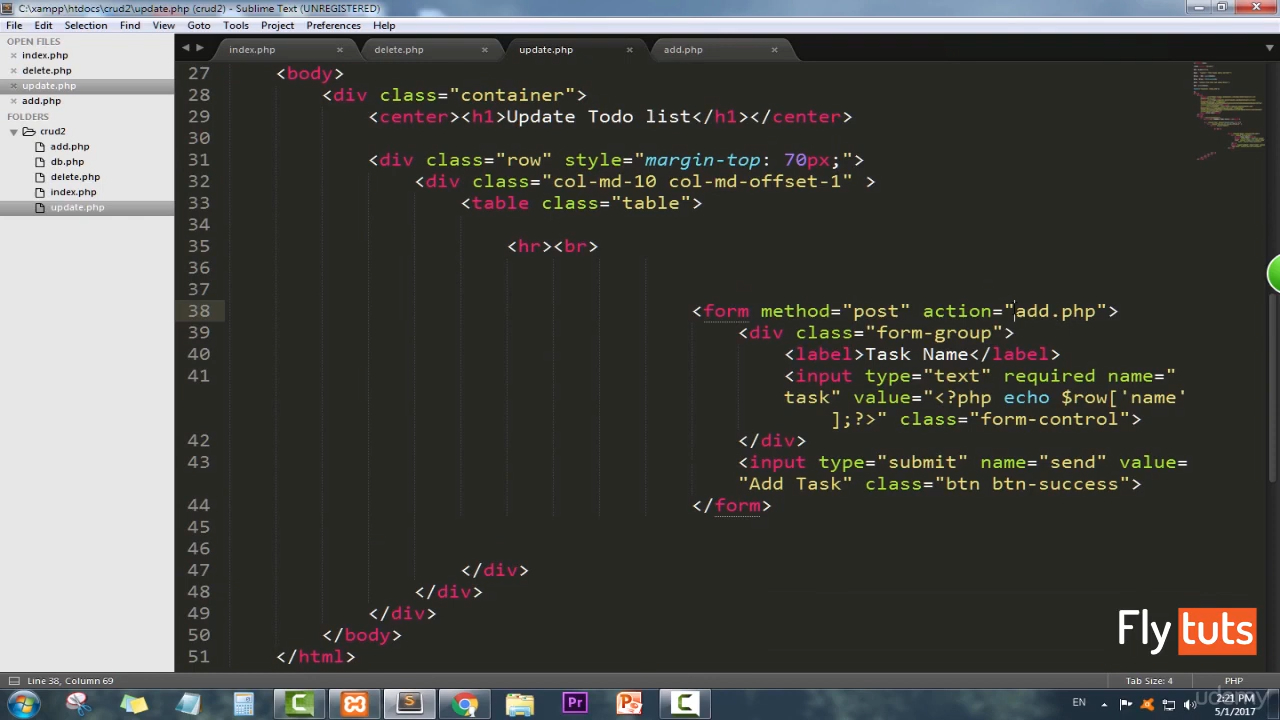 C:\xampp\htdocs\crud2\update.php (crud2) - Sublime Text (UNREGISTERED)
File Edit Selection Find View Goto Tools Project Preferences Help
OPEN FILES
index.php
delete.php
update.php
add.php
FOLDERS
crud2
add.php
db.php
delete.php
index.php
update.php
index.php delete.php update.php add.php
27 <body>
28 <div class="container">
29 <center><h1>Update Todo list</h1></center>
30
31 <div class="row" style="margin-top: 70px;">
32 <div class="col-md-10 col-md-offset-1" >
33 <table class="table">
34
35 <hr><br>
36
37
38 <form method="post" action="add.php">
39 <div class="form-group">
40 <label>Task Name</label>
41 <input type="text" required name="
task" value="<?php echo $row['name'
];?>" class="form-control">
42 </div>
43 <input type="submit" name="send" value=
"Add Task" class="btn btn-success">
44 </form>
45
46
47 </div>
48 </div>
49 </div>
50 </body>
51 </html>
Fly tuts
Line 38, Column 69 Tab Size: 4 PHP
EN 2:21 PM
5/1/2017
udemy